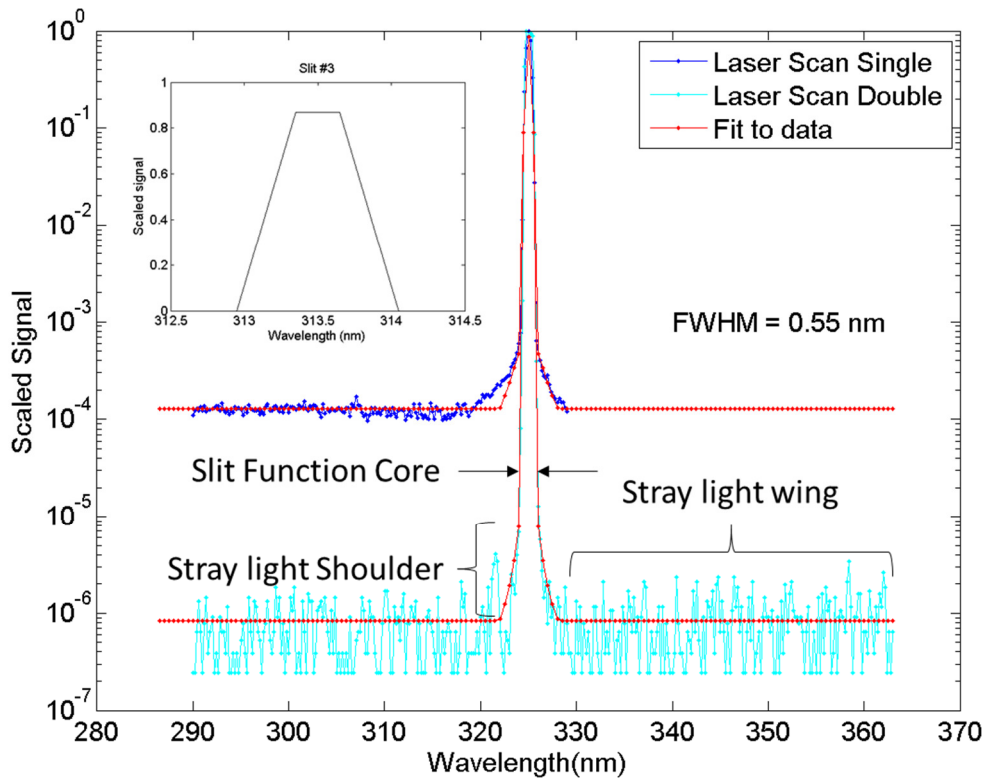 10^0
10^-1
10^-2
10^-3
10^-4
10^-5
10^-6
10^-7
Scaled Signal
280 290 300 310 320 330 340 350 360 370
Wavelength(nm)
Slit #3
1
0.8
0.6
0.4
0.2
0
Scaled signal
312.5 313 313.5 314 314.5
Wavelength (nm)
Laser Scan Single
Laser Scan Double
Fit to data
FWHM = 0.55 nm
Slit Function Core
Stray light wing
Stray light Shoulder